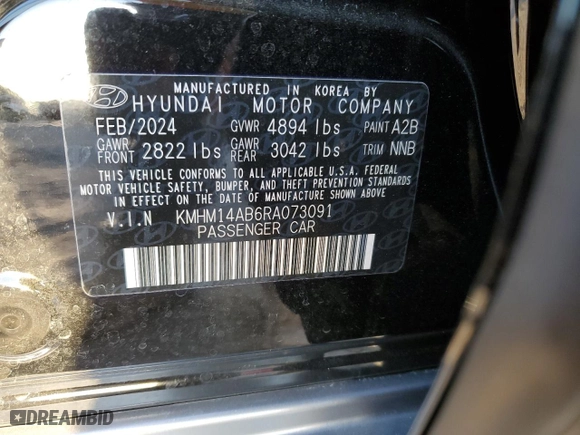 MANUFACTURED IN KOREA BY
HYUNDAI MOTOR COMPANY
FEB/2024 GVWR 4894 lbs PAINT A2B
GAWR FRONT 2822 lbs GAWR REAR 3042 lbs TRIM NNB
THIS VEHICLE CONFORMS TO ALL APPLICABLE U.S.A. FEDERAL
MOTOR VEHICLE SAFETY, BUMPER, AND THEFT PREVENTION STANDARDS
IN EFFECT ON THE DATE OF MANUFACTURE SHOWN ABOVE.
V.I.N KMHM14AB6RA073091
PASSENGER CAR
DREAMBID